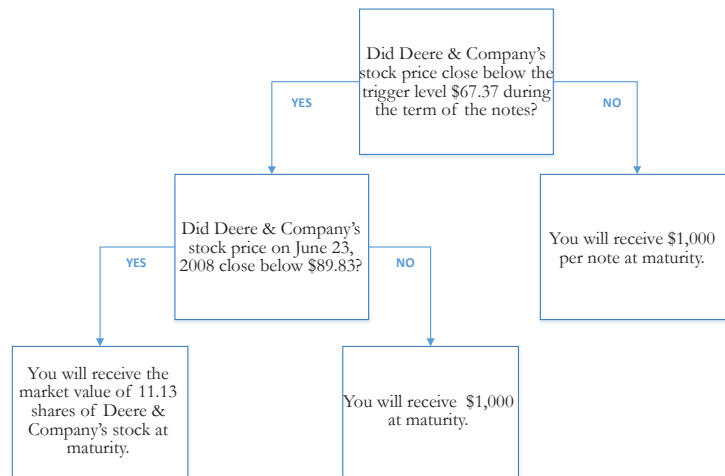 Did Deere & Company's
stock price close below the
trigger level $67.37 during
the term of the notes?
YES
NO
Did Deere & Company's
stock price on June 23,
2008 close below $89.83?
You will receive $1,000
per note at maturity.
YES
NO
You will receive the
market value of 11.13
shares of Deere &
Company's stock at
maturity.
You will receive $1,000
at maturity.